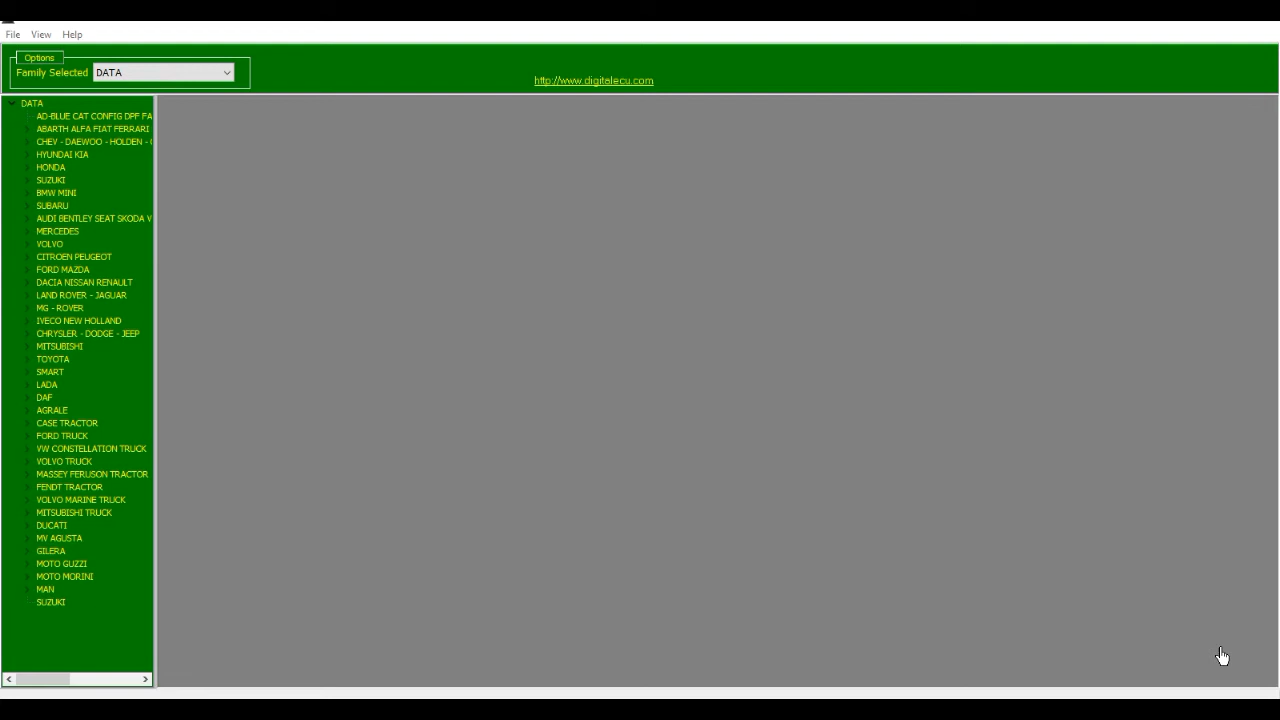 File View Help
Options
Family Selected DATA
http://www.digitalecu.com
DATA
AD-BLUE CAT CONFIG DPF FA
ABARTH ALFA FIAT FERRARI
CHEV - DAEWOO - HOLDEN -
HYUNDAI KIA
HONDA
SUZUKI
BMW MINI
SUBARU
AUDI BENTLEY SEAT SKODA V
MERCEDES
VOLVO
CITROEN PEUGEOT
FORD MAZDA
DACIA NISSAN RENAULT
LAND ROVER - JAGUAR
MG - ROVER
IVECO NEW HOLLAND
CHRYSLER - DODGE - JEEP
MITSUBISHI
TOYOTA
SMART
LADA
DAF
AGRALE
CASE TRACTOR
FORD TRUCK
VW CONSTELLATION TRUCK
VOLVO TRUCK
MASSEY FERUSON TRACTOR
FENDT TRACTOR
VOLVO MARINE TRUCK
MITSUBISHI TRUCK
DUCATI
MV AGUSTA
GILERA
MOTO GUZZI
MOTO MORINI
MAN
SUZUKI